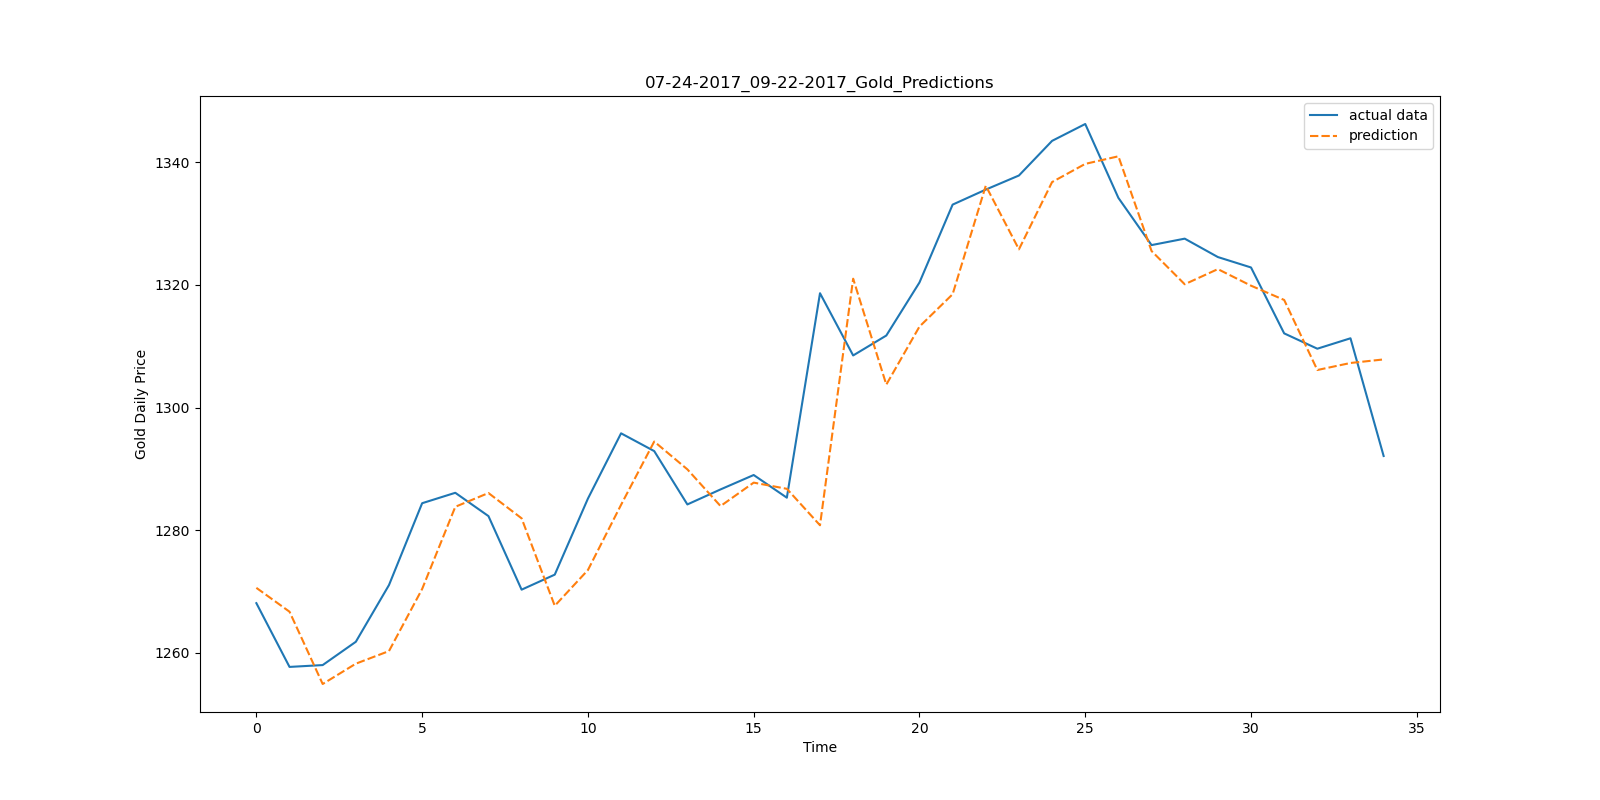 07-24-2017_09-22-2017_Gold_Predictions
actual data
prediction
1340
1320
1300
1280
1260
Gold Daily Price
0 5 10 15 20 25 30 35
Time